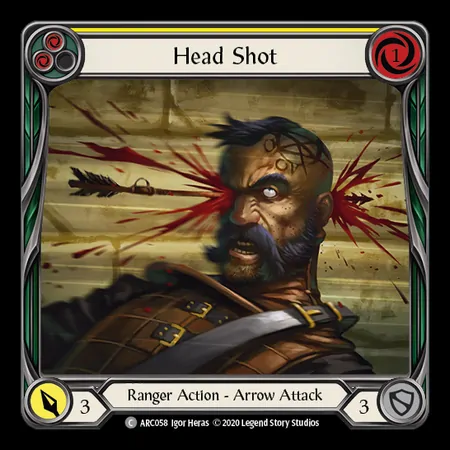 Head Shot
1
3
Ranger Action - Arrow Attack
3
C ARC058 Igor Heras © 2020 Legend Story Studios